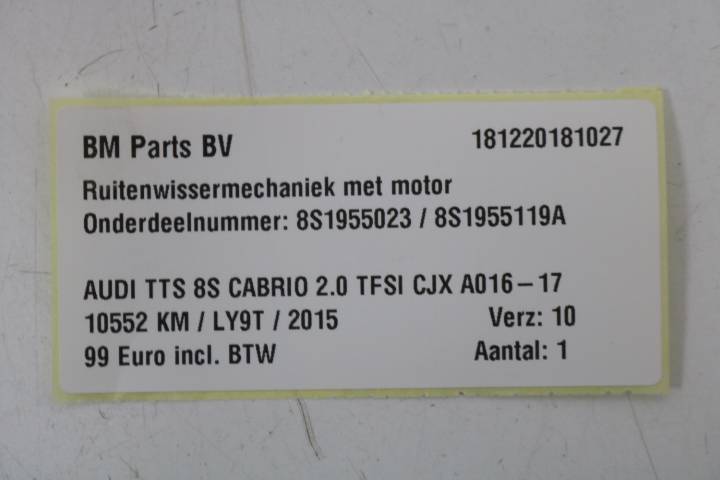 BM Parts BV 181220181027
Ruitenwissermechaniek met motor
Onderdeelnummer: 8S1955023 / 8S1955119A
AUDI TTS 8S CABRIO 2.0 TFSI CJX A016-17
10552 KM / LY9T / 2015 Verz: 10
99 Euro incl. BTW Aantal: 1